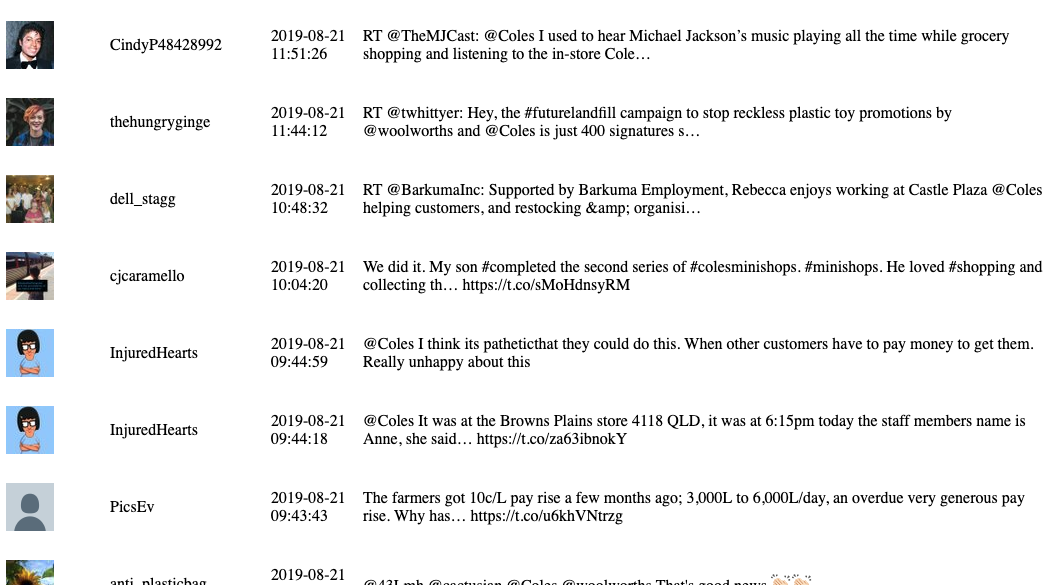 CindyP48428992
2019-08-21
11:51:26
RT @TheMJCast: @Coles I used to hear Michael Jackson’s music playing all the time while grocery
shopping and listening to the in-store Cole…
thehungryginge
2019-08-21
11:44:12
RT @twhittyer: Hey, the #futurelandfill campaign to stop reckless plastic toy promotions by
@woolworths and @Coles is just 400 signatures s…
dell_stagg
2019-08-21
10:48:32
RT @BarkumaInc: Supported by Barkuma Employment, Rebecca enjoys working at Castle Plaza @Coles
helping customers, and restocking &amp; organisi…
cjcaramello
2019-08-21
10:04:20
We did it. My son #completed the second series of #colesminishops. #minishops. He loved #shopping and
collecting th… https://t.co/sMoHdnsyRM
InjuredHearts
2019-08-21
09:44:59
@Coles I think its patheticthat they could do this. When other customers have to pay money to get them.
Really unhappy about this
InjuredHearts
2019-08-21
09:44:18
@Coles It was at the Browns Plains store 4118 QLD, it was at 6:15pm today the staff members name is
Anne, she said… https://t.co/za63ibnokY
PicsEv
2019-08-21
09:43:43
The farmers got 10c/L pay rise a few months ago; 3,000L to 6,000L/day, an overdue very generous pay
rise. Why has… https://t.co/u6khVNtrzg
anti_plasticbag
2019-08-21
@43Lmh @cactusian @Coles @woolworths That's good news 👏🏻👏🏻